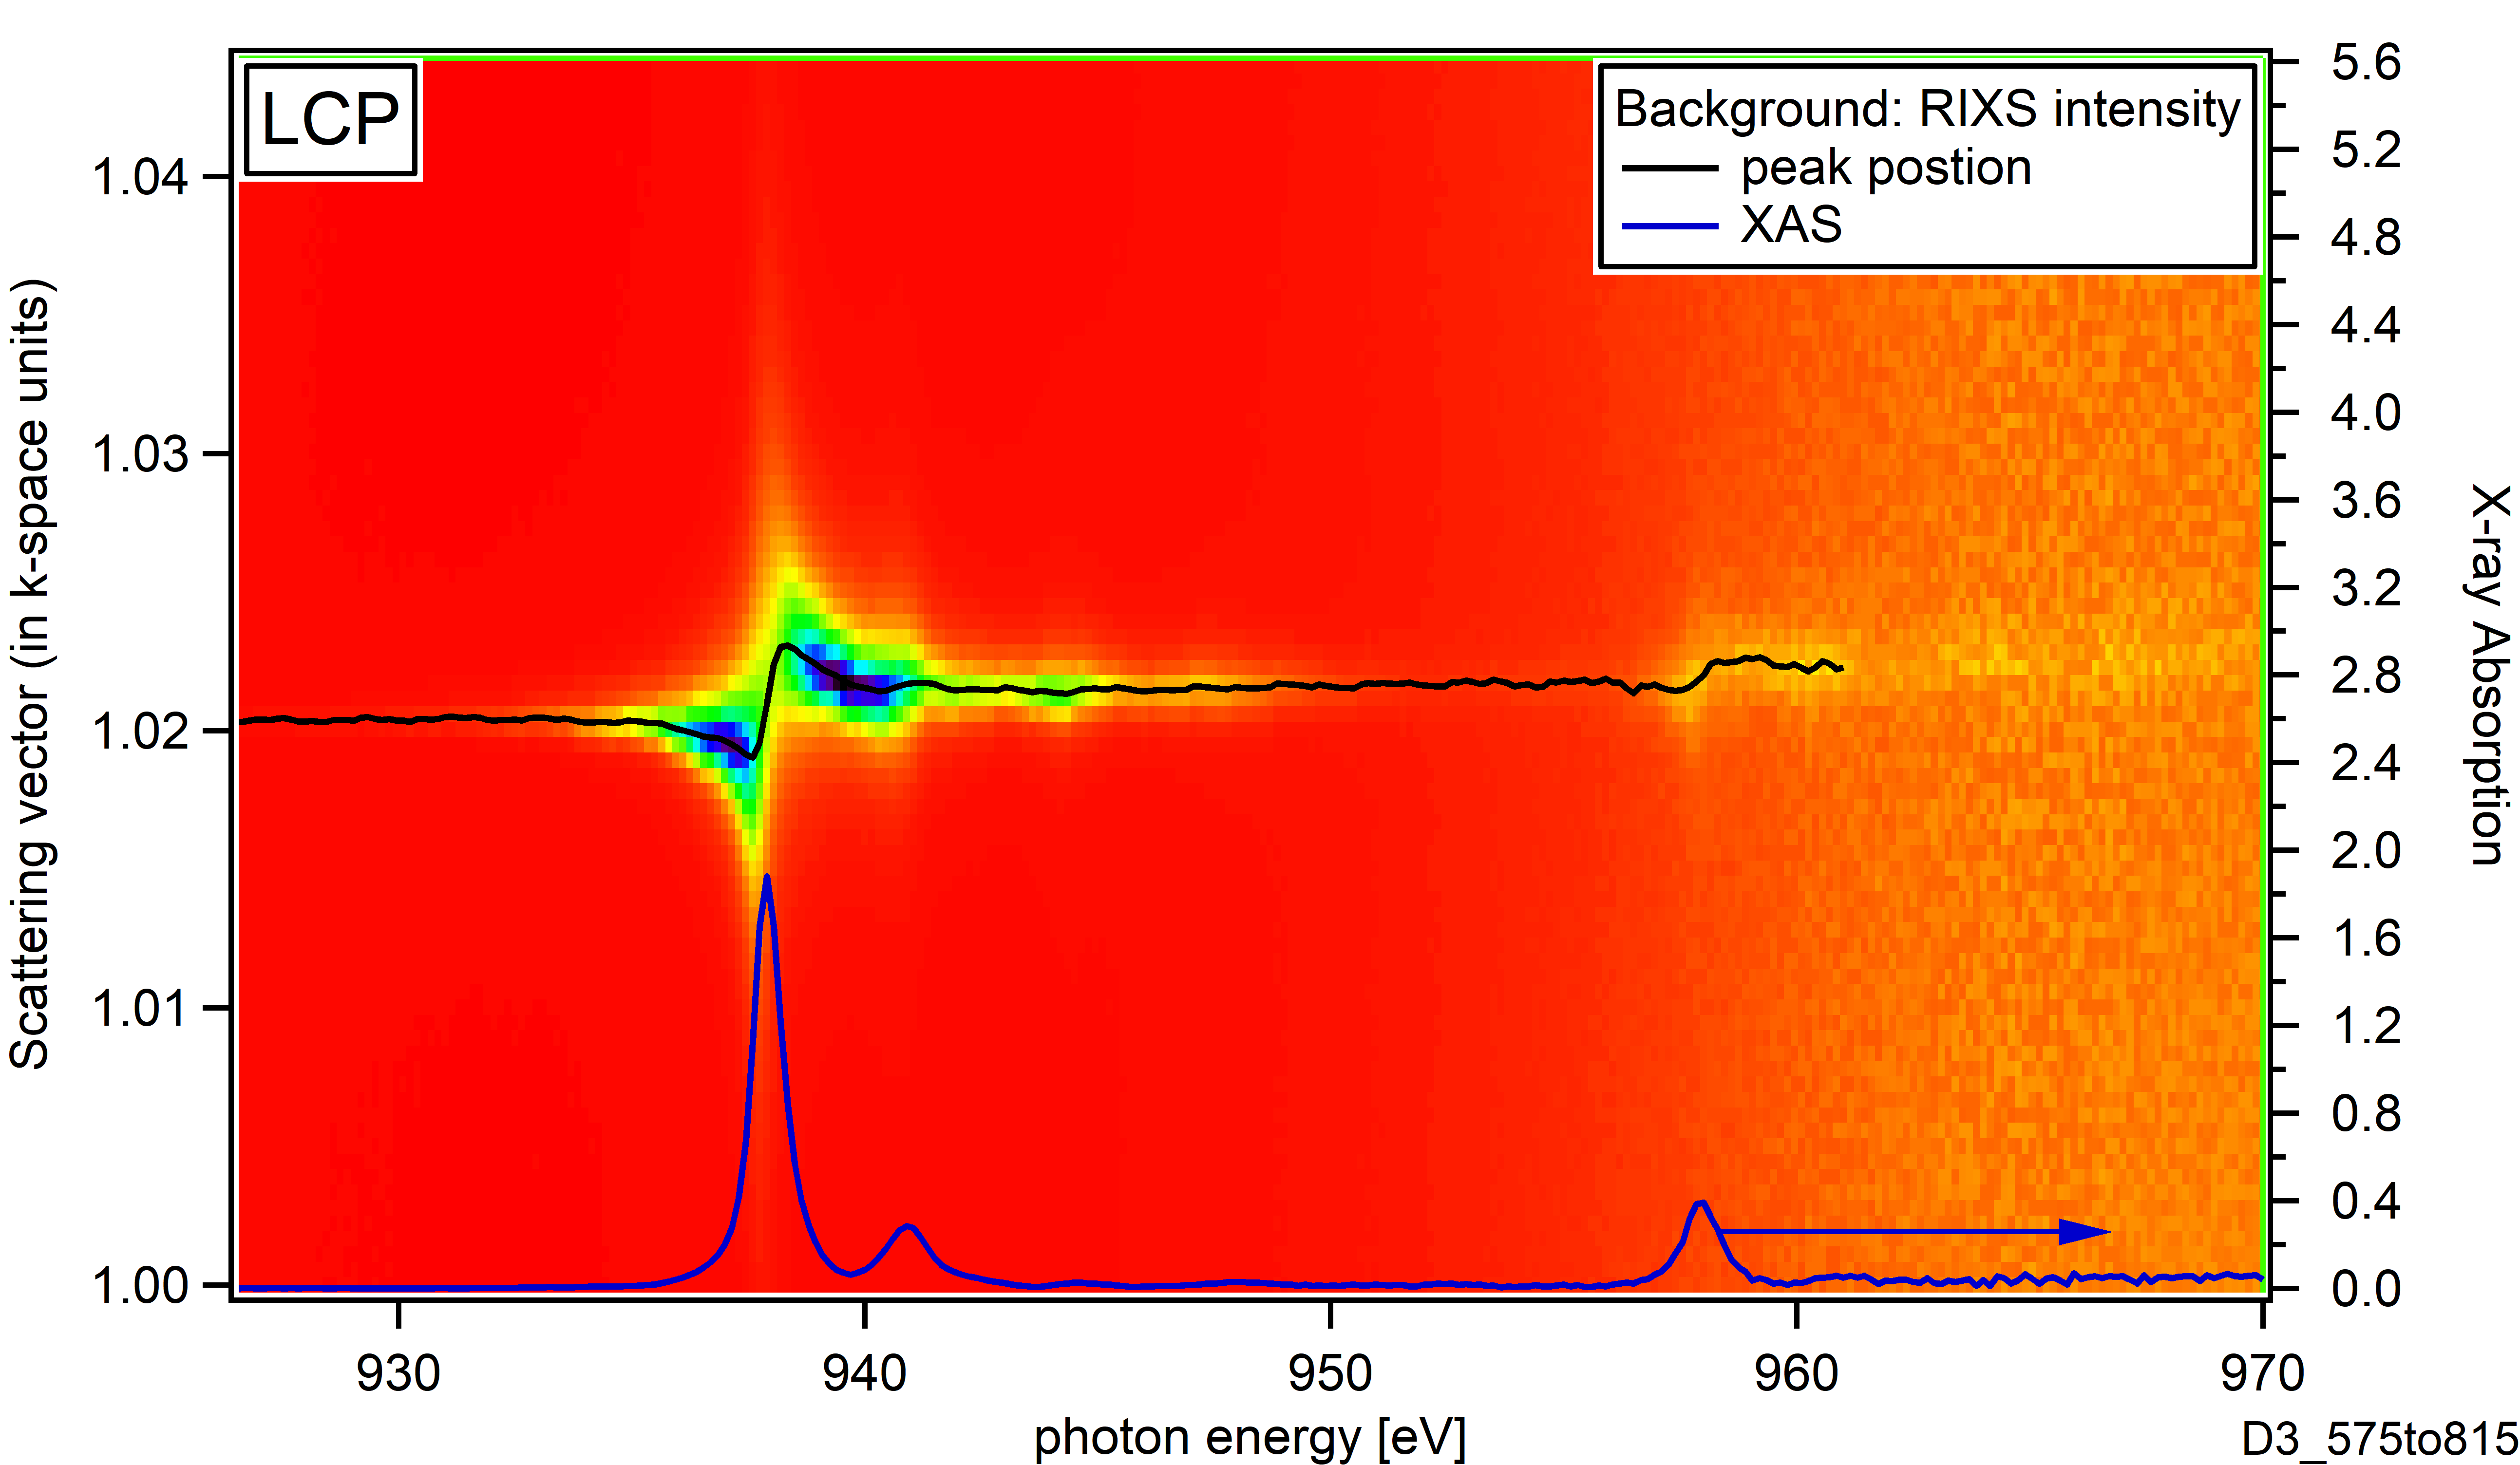 LCP
Background: RIXS intensity
peak postion
XAS
Scatttering vector (in k-space units)
1.04
1.03
1.02
1.01
1.00
5.6
5.2
4.8
4.4
4.0
3.6
3.2
2.8
2.4
2.0
1.6
1.2
0.8
0.4
0.0
X-ray Absorption
930 940 950 960 970
photon energy [eV]
D3_575to815